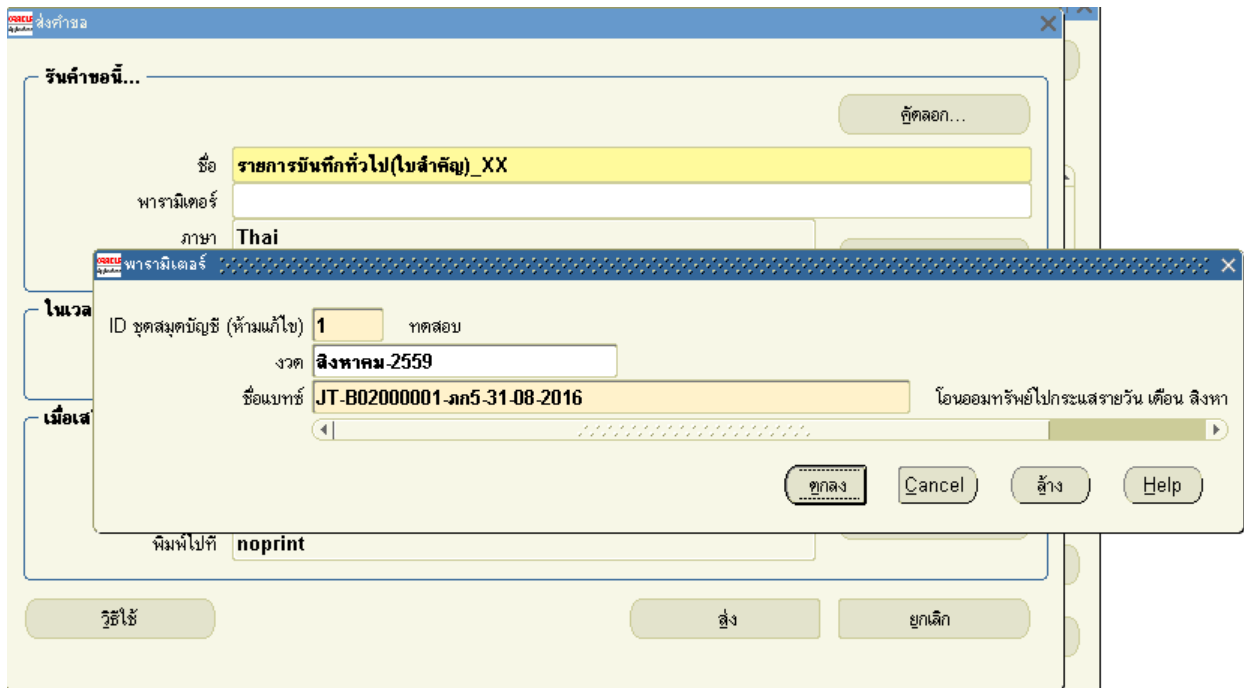 ORACLE
Applications
ส่งคำขอ
รันคำขอนี้...
คัดลอก...
ชื่อ รายการบันทึกทั่วไป(ใบสำคัญ)_XX
พารามิเตอร์
ภาษา Thai
ORACLE
Applications
พารามิเตอร์
ID ชุดสมุดบัญชี (ห้ามแก้ไข) 1 ทดสอบ
งวด สิงหาคม-2559
ชื่อแบทช์ JT-B02000001-ภก5-31-08-2016 โอนออมทรัพย์ไปกระแสรายวัน เดือน สิงหา
ตกลง Cancel ล้าง Help
ในเวล
เมื่อเส
พิมพ์ไปที่ noprint
วิธีใช้ ส่ง ยกเลิก